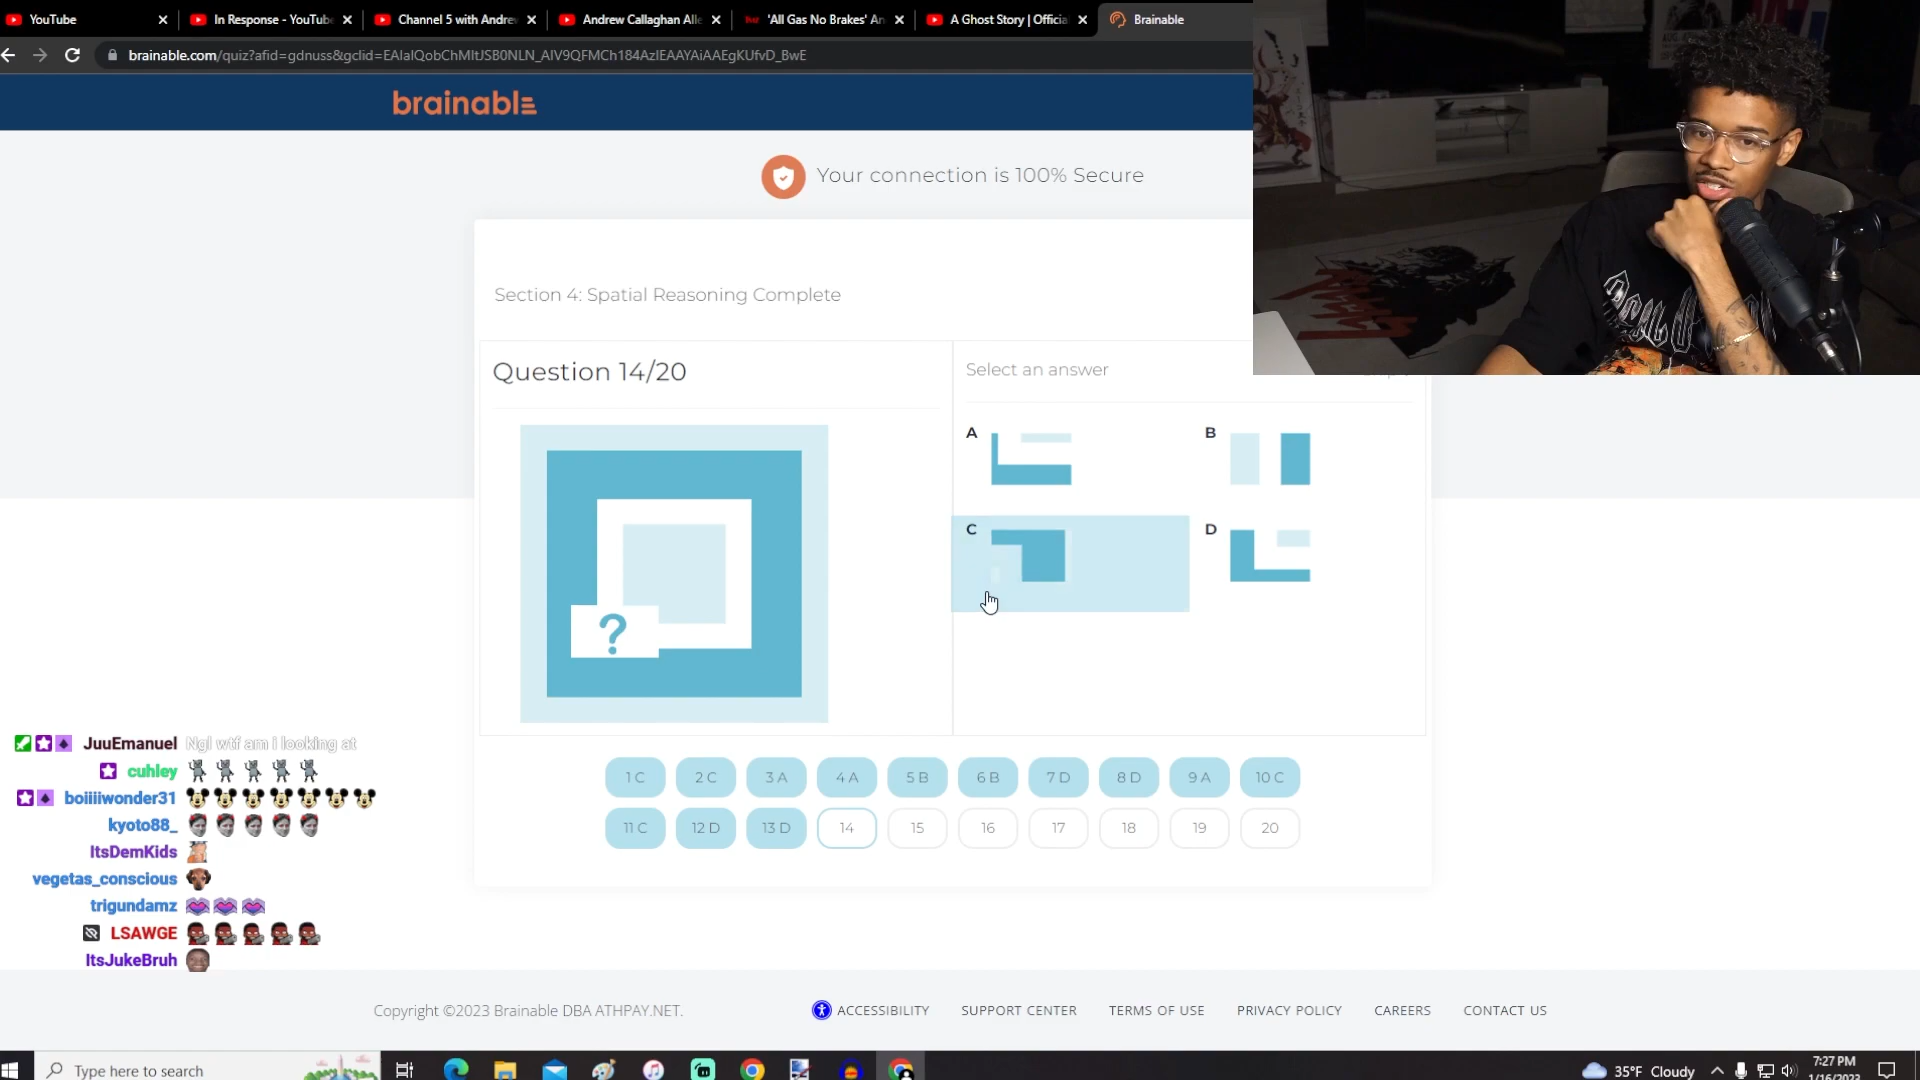 YouTube
In Response - YouTube
Channel 5 with Andre
Andrew Callaghan Alle
'All Gas No Brakes' An
A Ghost Story | Officia
Brainable
brainable.com/quiz?afid=gdnuss&gclid=EAIaIQobChMItJSB0NLN_AIV9QFMCh184AzIEAAYAiAAEgKUfvD_BwE
brainable
Your connection is 100% Secure
Section 4: Spatial Reasoning Complete
Question 14/20
Select an answer
A
B
C
D
?
1 C
2 C
3 A
4 A
5 B
6 B
7 D
8 D
9 A
10 C
11 C
12 D
13 D
14
15
16
17
18
19
20
JuuEmanuel Ngl wtf am i looking at
cuhley
boiiiiwonder31
kyoto88_
ItsDemKids
vegetas_conscious
trigundamz
LSAWGE
ItsJukeBruh
Copyright ©2023 Brainable DBA ATHPAY.NET.
ACCESSIBILITY
SUPPORT CENTER
TERMS OF USE
PRIVACY POLICY
CAREERS
CONTACT US
Type here to search
35°F Cloudy
7:27 PM
1/16/2023